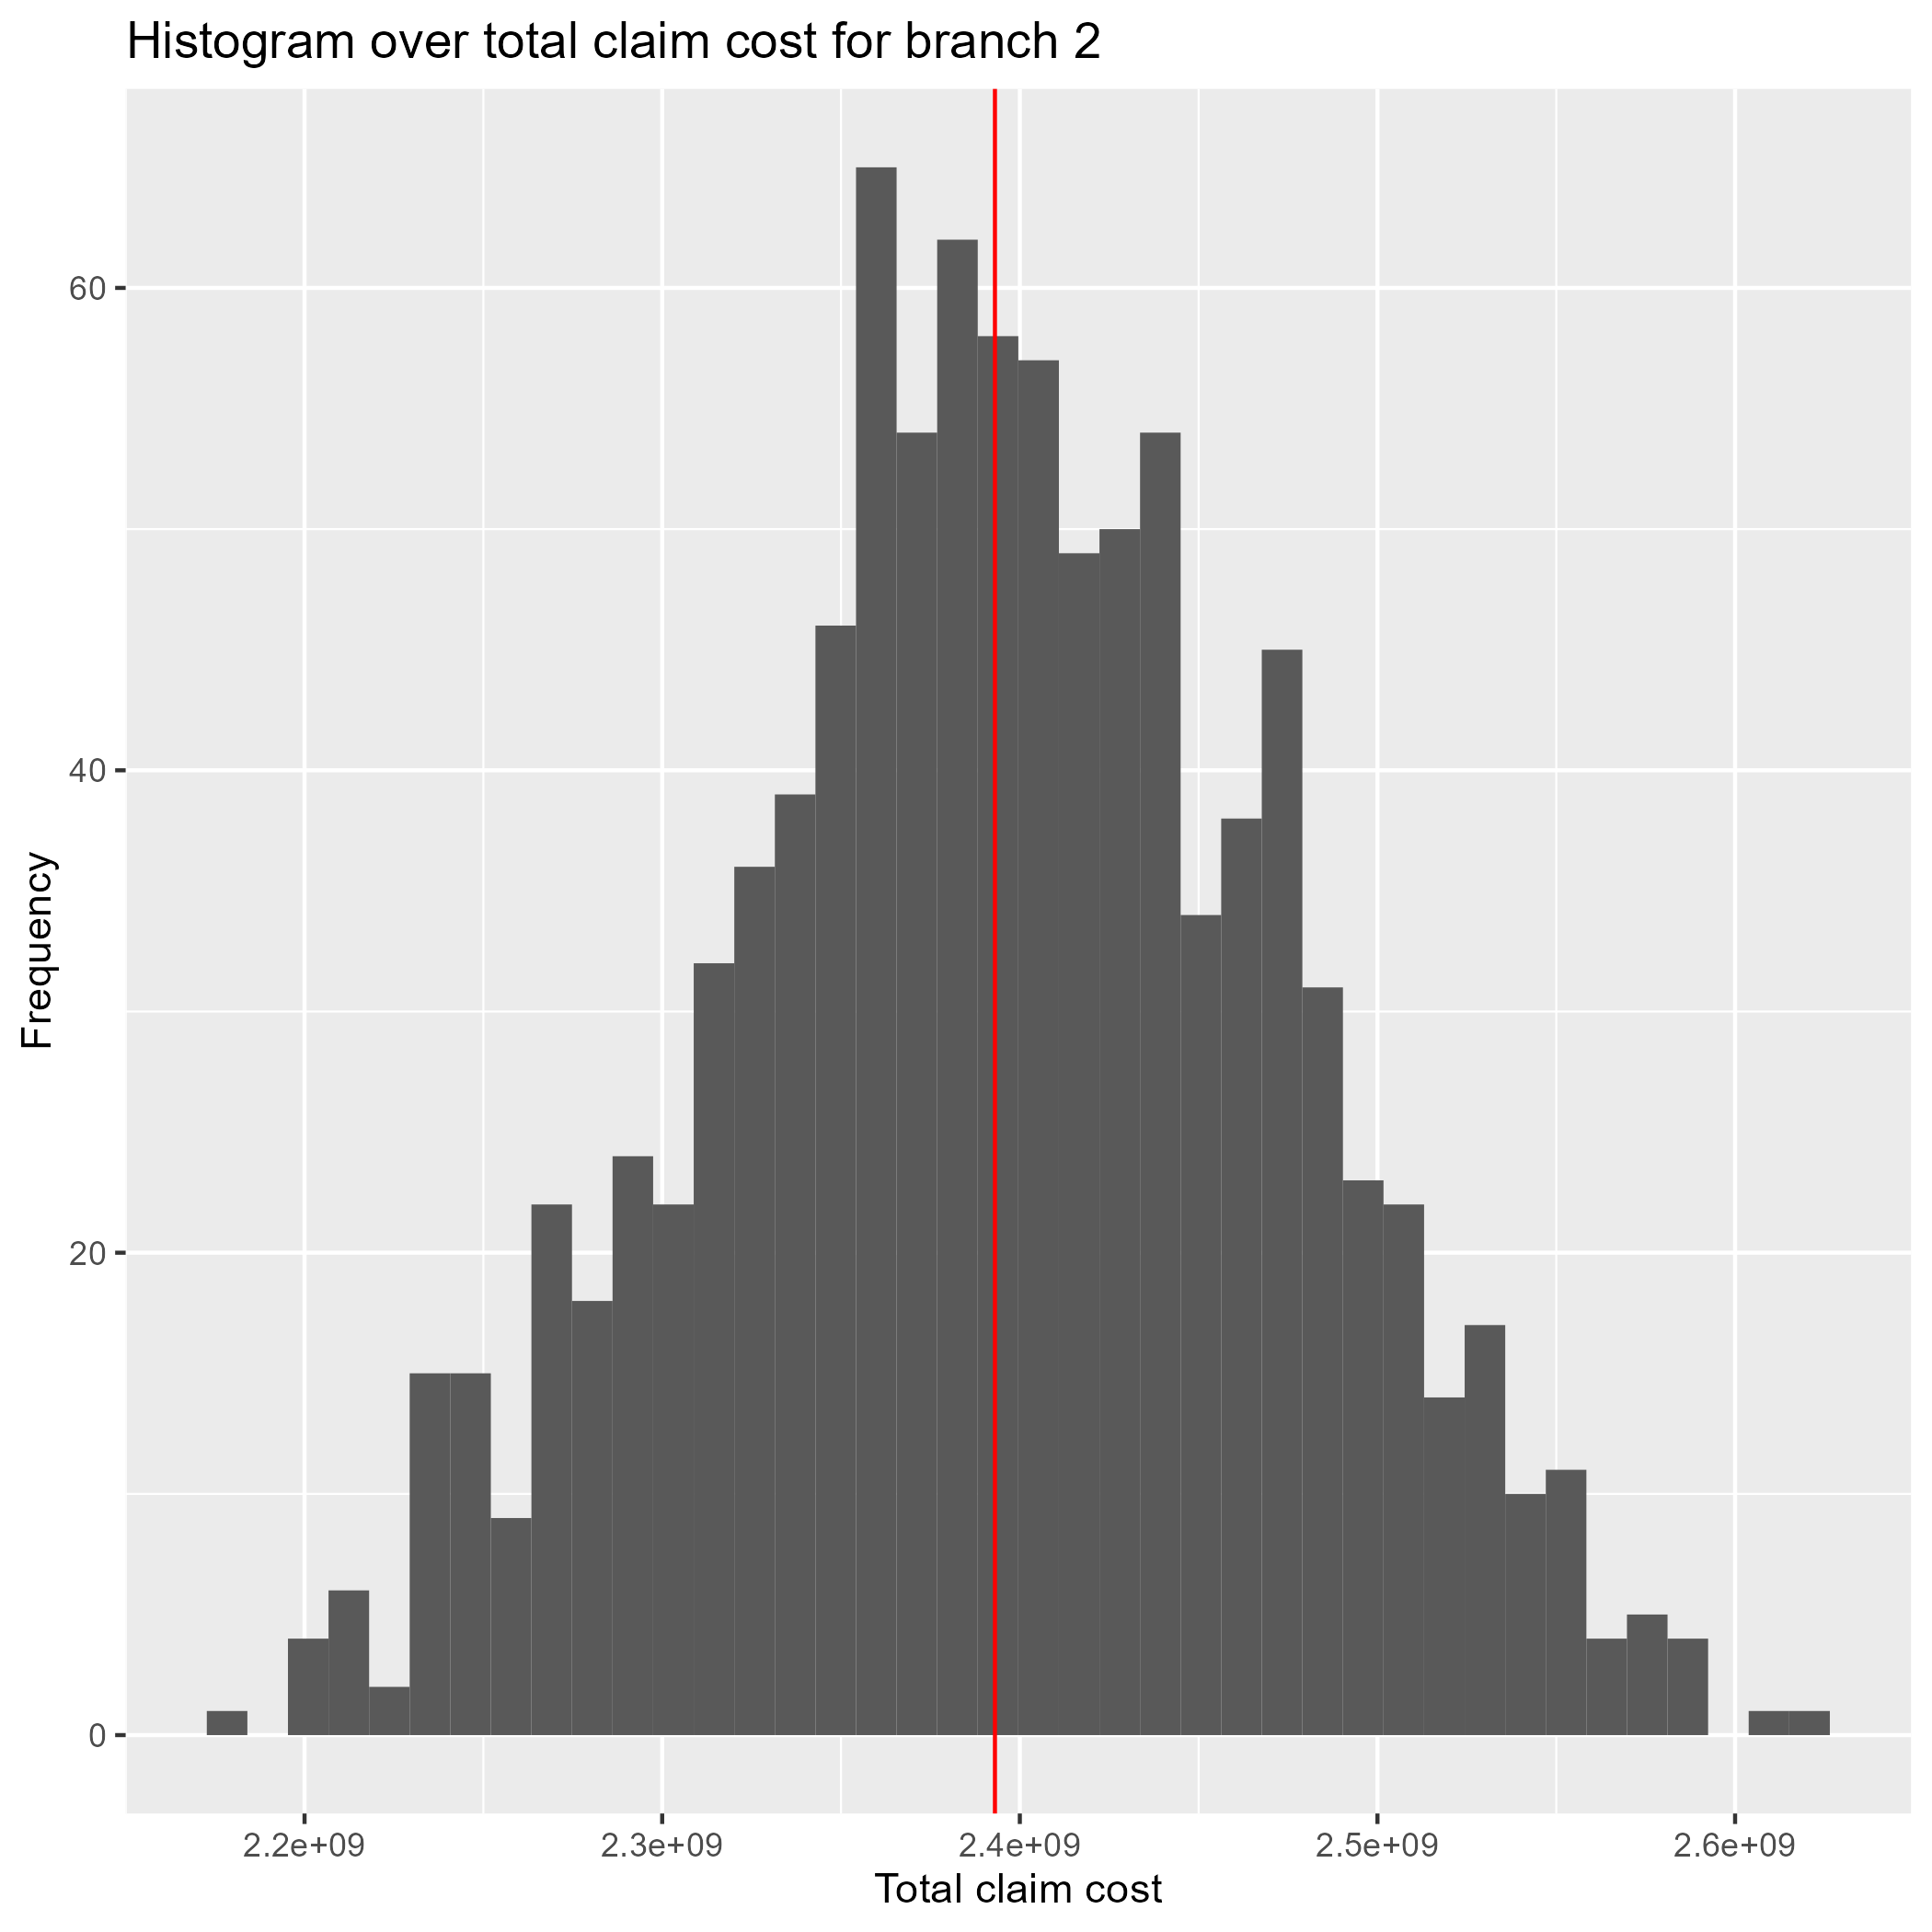 Histogram over total claim cost for branch 2
Frequency
60
40
20
0
2.2e+09 2.3e+09 2.4e+09 2.5e+09 2.6e+09
Total claim cost